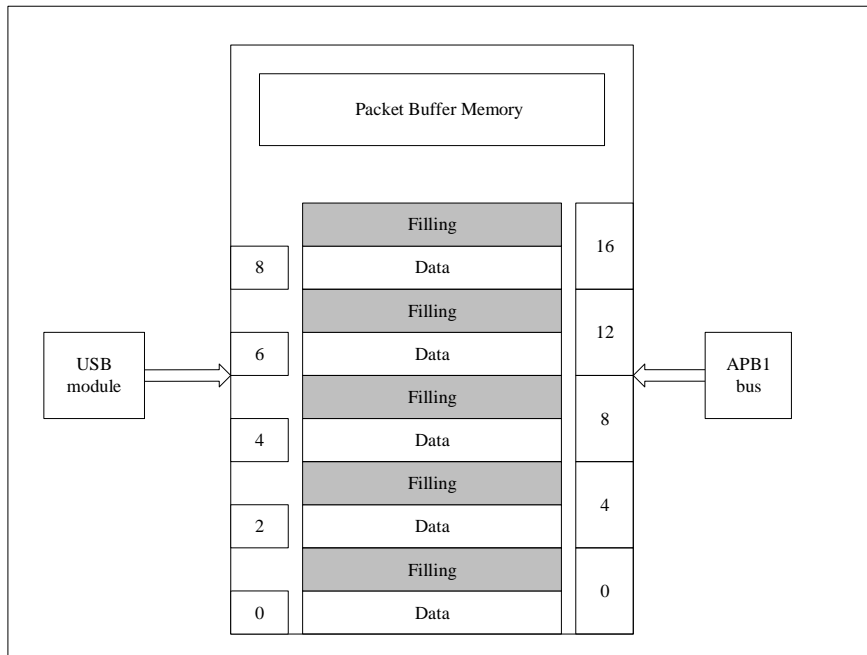 Packet Buffer Memory
Filling
16
8
Data
Filling
12
USB
module
6
Data
APB1
bus
Filling
8
4
Data
Filling
4
2
Data
Filling
0
0
Data